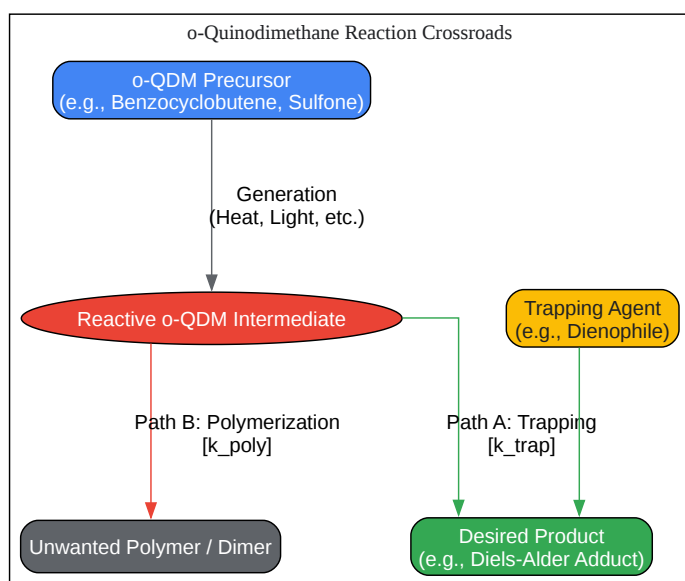 o-Quinodimethane Reaction Crossroads
o-QDM Precursor
(e.g., Benzocyclobutene, Sulfone)
Generation
(Heat, Light, etc.)
Reactive o-QDM Intermediate
Trapping Agent
(e.g., Dienophile)
Path B: Polymerization
[k_poly]
Path A: Trapping
[k_trap]
Unwanted Polymer / Dimer
Desired Product
(e.g., Diels-Alder Adduct)